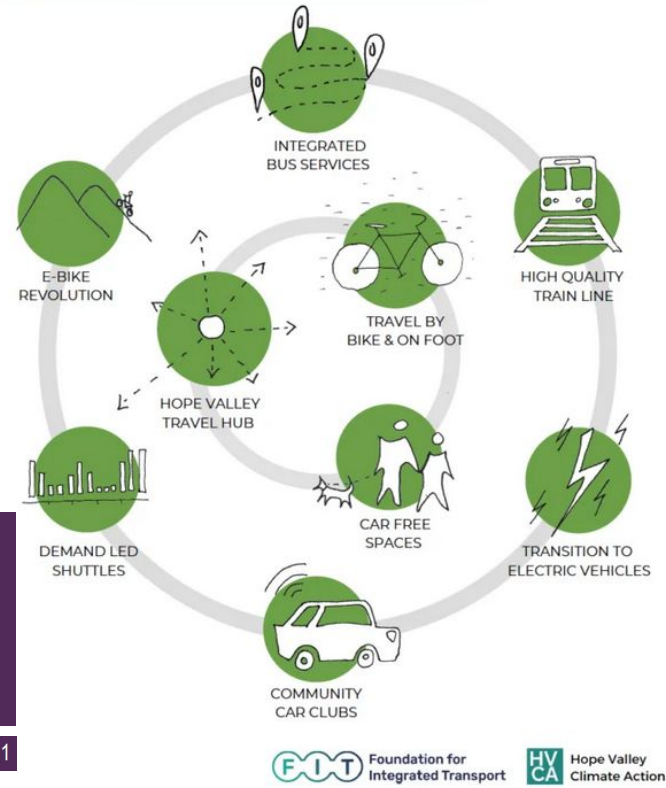 INTEGRATED
BUS SERVICES
E-BIKE
REVOLUTION
HIGH QUALITY
TRAIN LINE
TRAVEL BY
BIKE & ON FOOT
HOPE VALLEY
TRAVEL HUB
CAR FREE
SPACES
DEMAND LED
SHUTTLES
TRANSITION TO
ELECTRIC VEHICLES
COMMUNITY
CAR CLUBS
1
FIT Foundation for
Integrated Transport
HV
CA
Hope Valley
Climate Action